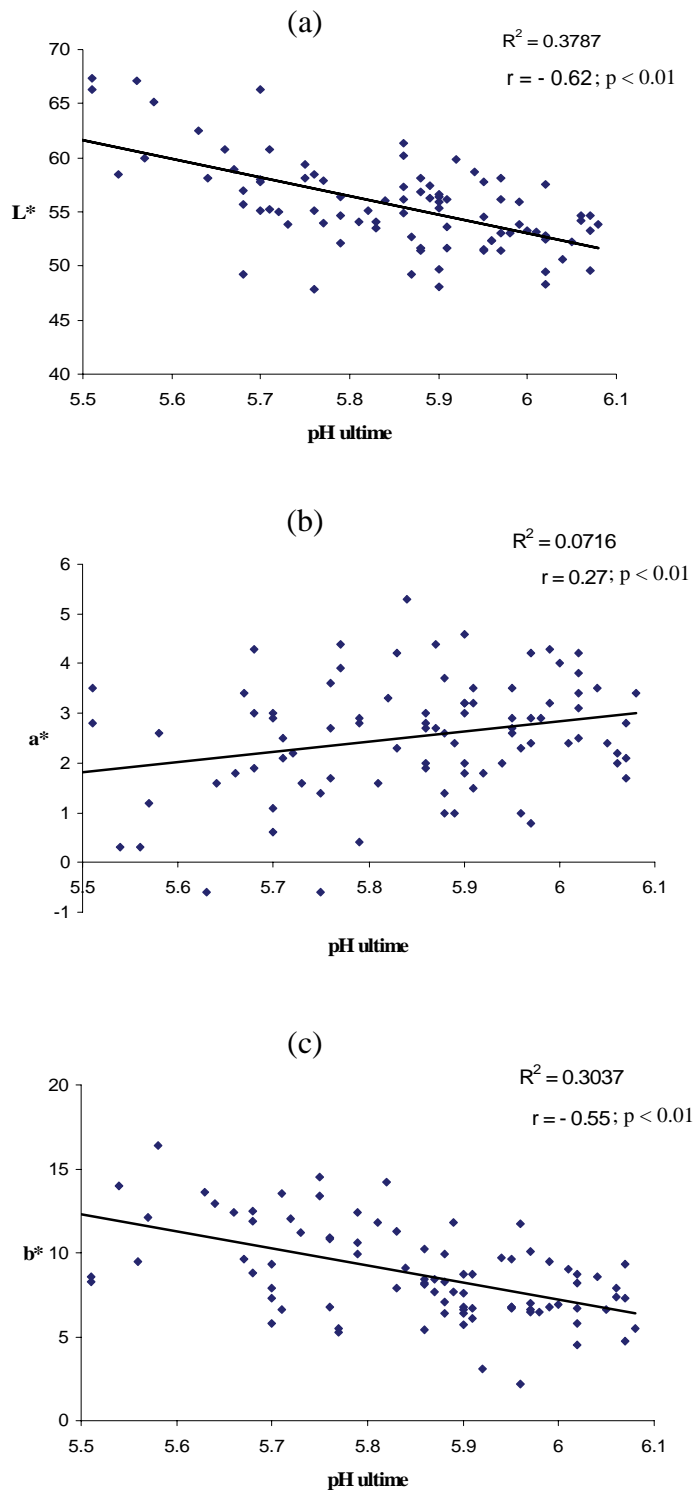 (a)
R² = 0.3787
r = - 0.62; p < 0.01
70
65
60
55
50
45
40
L*
5.5 5.6 5.7 5.8 5.9 6 6.1
pH ultime
(b)
R² = 0.0716
r = 0.27; p < 0.01
6
5
4
3
2
1
0
-1
a*
5.5 5.6 5.7 5.8 5.9 6 6.1
pH ultime
(c)
R² = 0.3037
r = - 0.55; p < 0.01
20
15
10
5
0
b*
5.5 5.6 5.7 5.8 5.9 6 6.1
pH ultime